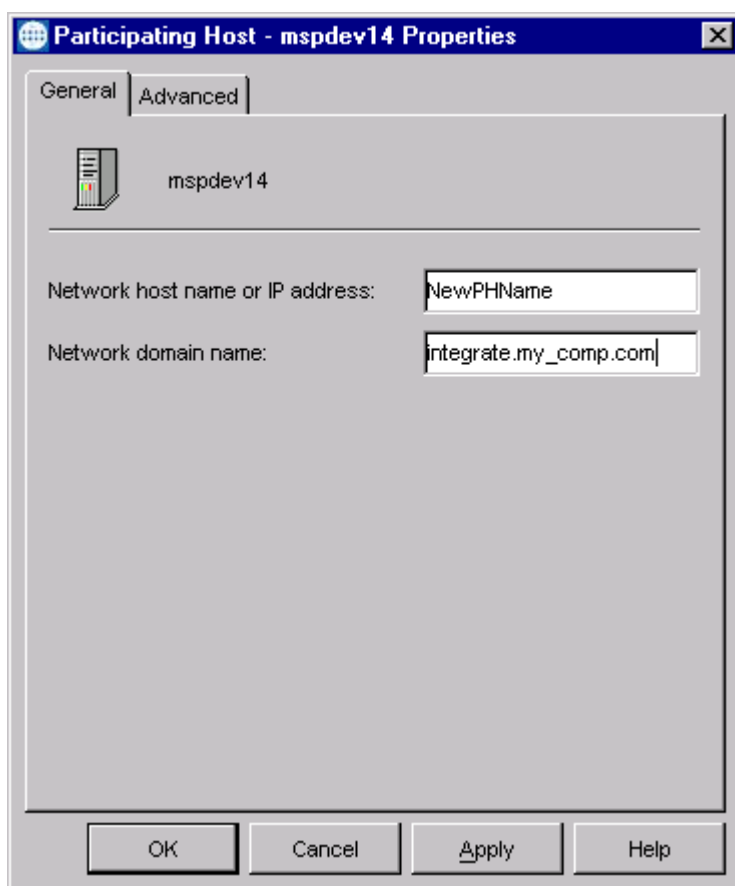 Participating Host - mspdev14 Properties
General Advanced
mspdev14
Network host name or IP address: NewPHName
Network domain name: integrate.my_comp.com
OK Cancel Apply Help